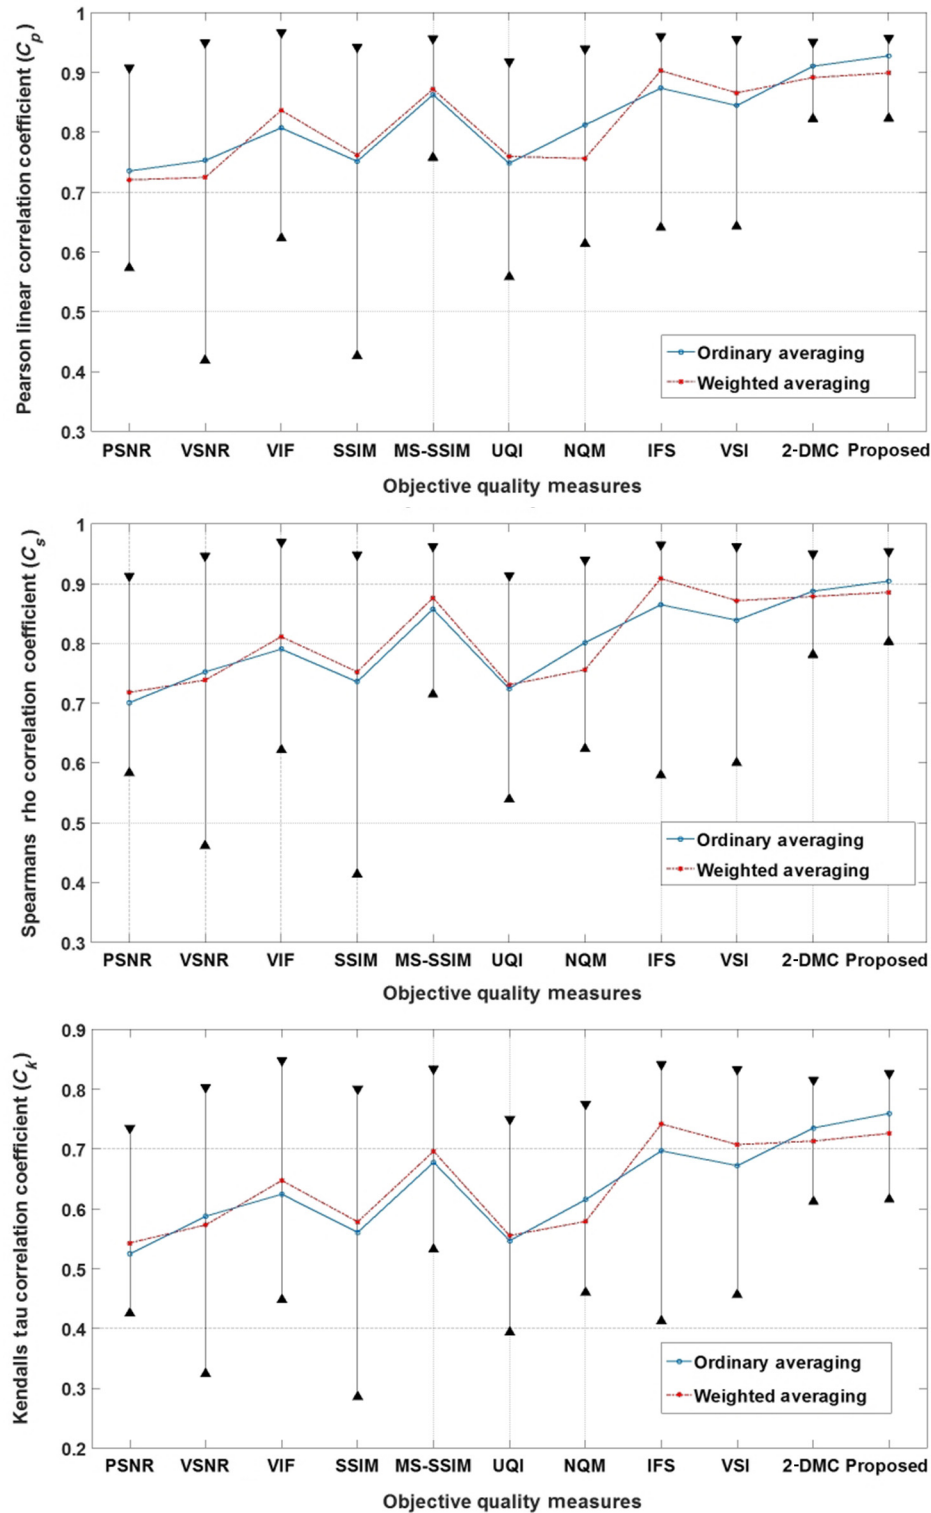 Pearson linear correlation coefficient (Cp)
1
0.9
0.8
0.7
0.6
0.5
0.4
0.3
Ordinary averaging
Weighted averaging
PSNR VSNR VIF SSIM MS-SSIM UQI NQM IFS VSI 2-DMC Proposed
Objective quality measures
Spearmans rho correlation coefficient (Cs)
1
0.9
0.8
0.7
0.6
0.5
0.4
0.3
Ordinary averaging
Weighted averaging
PSNR VSNR VIF SSIM MS-SSIM UQI NQM IFS VSI 2-DMC Proposed
Objective quality measures
Kendalls tau correlation coefficient (Ck)
0.9
0.8
0.7
0.6
0.5
0.4
0.3
0.2
Ordinary averaging
Weighted averaging
PSNR VSNR VIF SSIM MS-SSIM UQI NQM IFS VSI 2-DMC Proposed
Objective quality measures